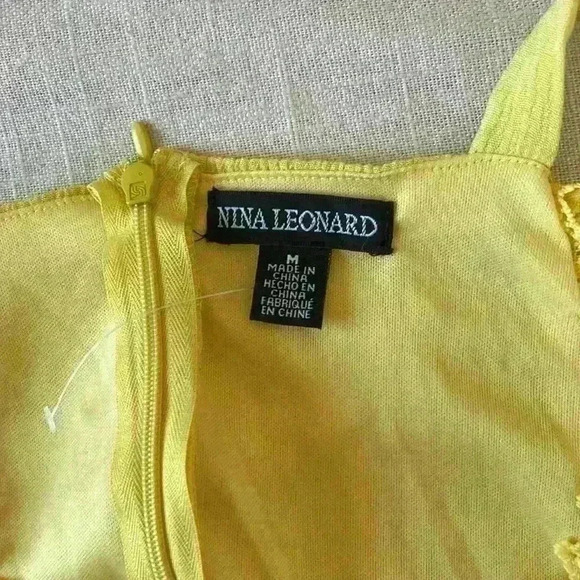 NINA LEONARD
M
MADE IN
CHINA
HECHO EN
CHINA
FABRIQUÉ
EN CHINE